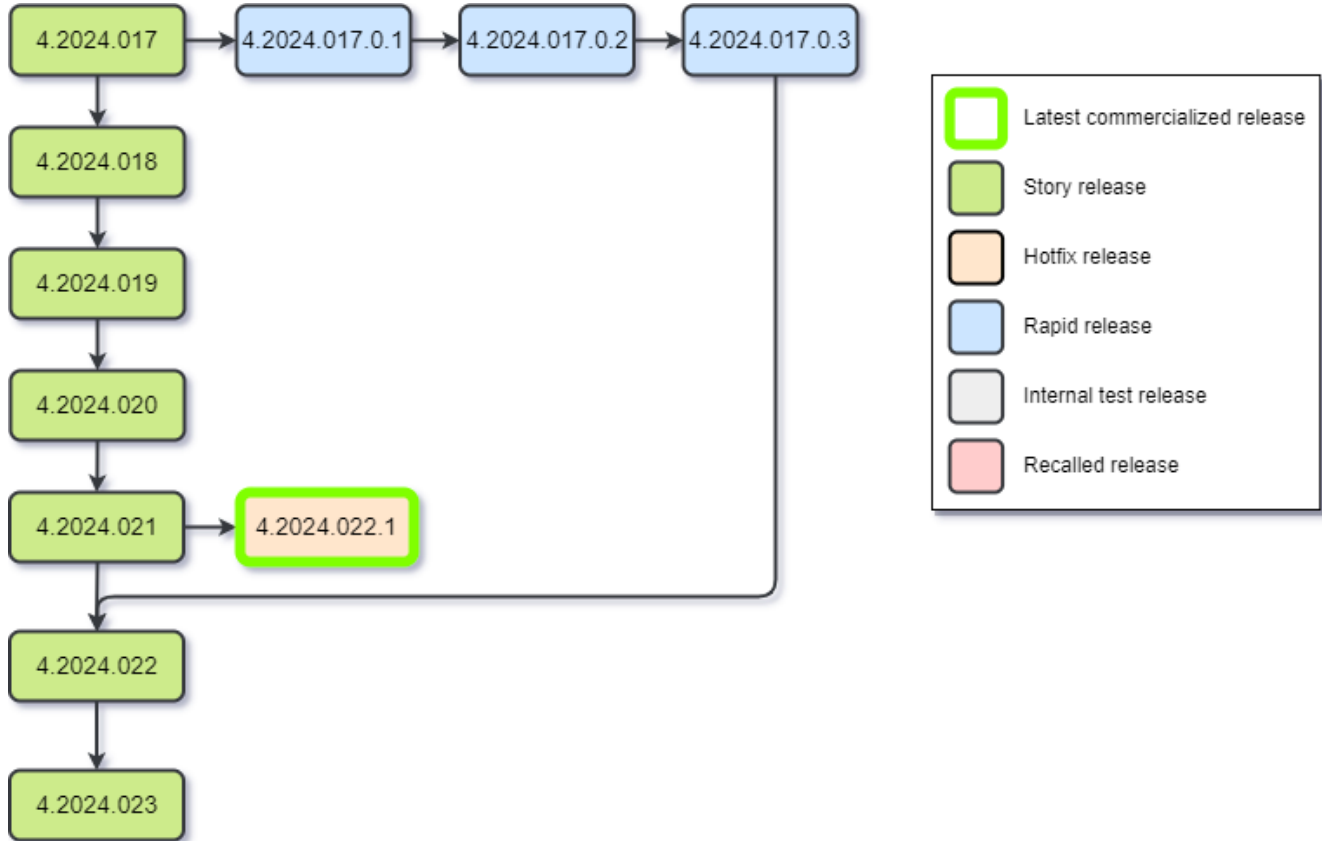 4.2024.017
4.2024.017.0.1
4.2024.017.0.2
4.2024.017.0.3
4.2024.018
4.2024.019
4.2024.020
4.2024.021
4.2024.022.1
4.2024.022
4.2024.023
Latest commercialized release
Story release
Hotfix release
Rapid release
Internal test release
Recalled release